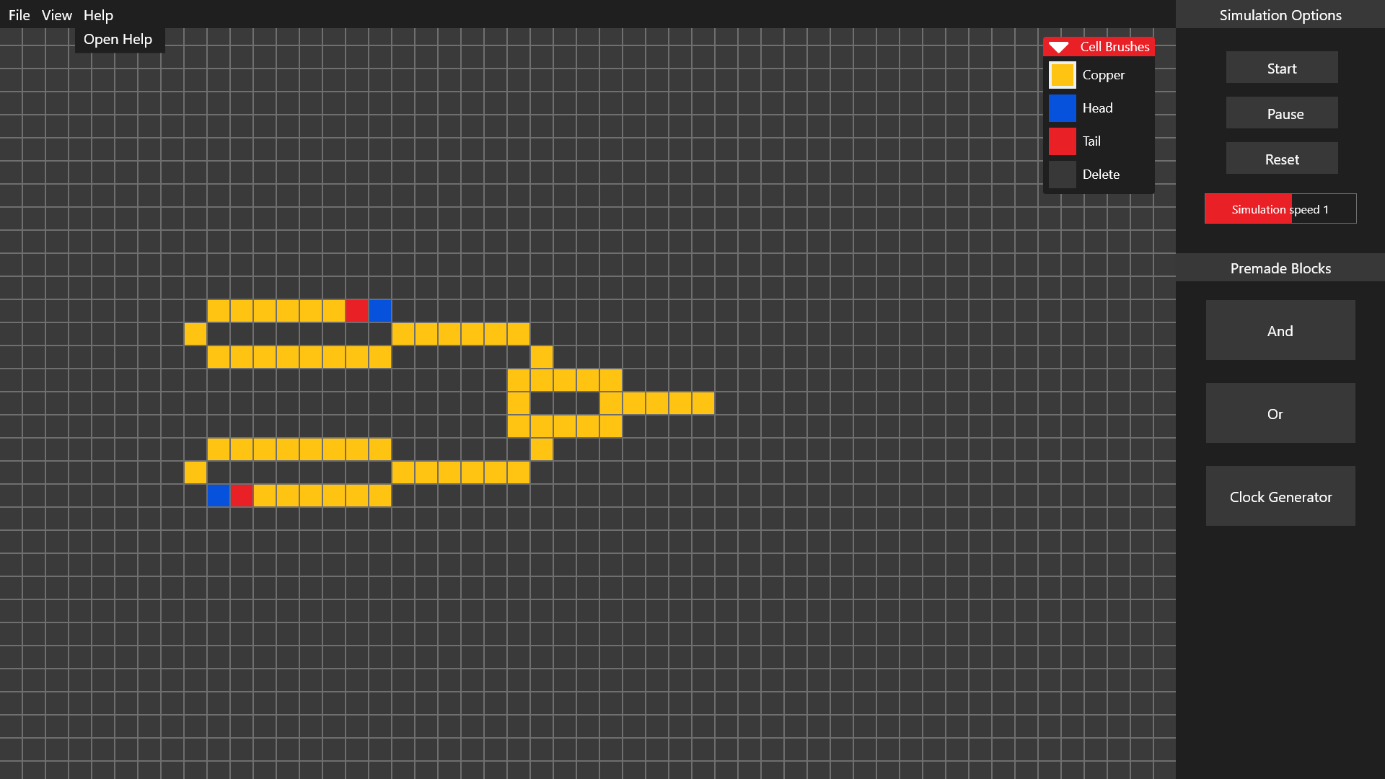 File View Help
Open Help
Cell Brushes
Copper
Head
Tail
Delete
Simulation Options
Start
Pause
Reset
Simulation speed 1
Premade Blocks
And
Or
Clock Generator